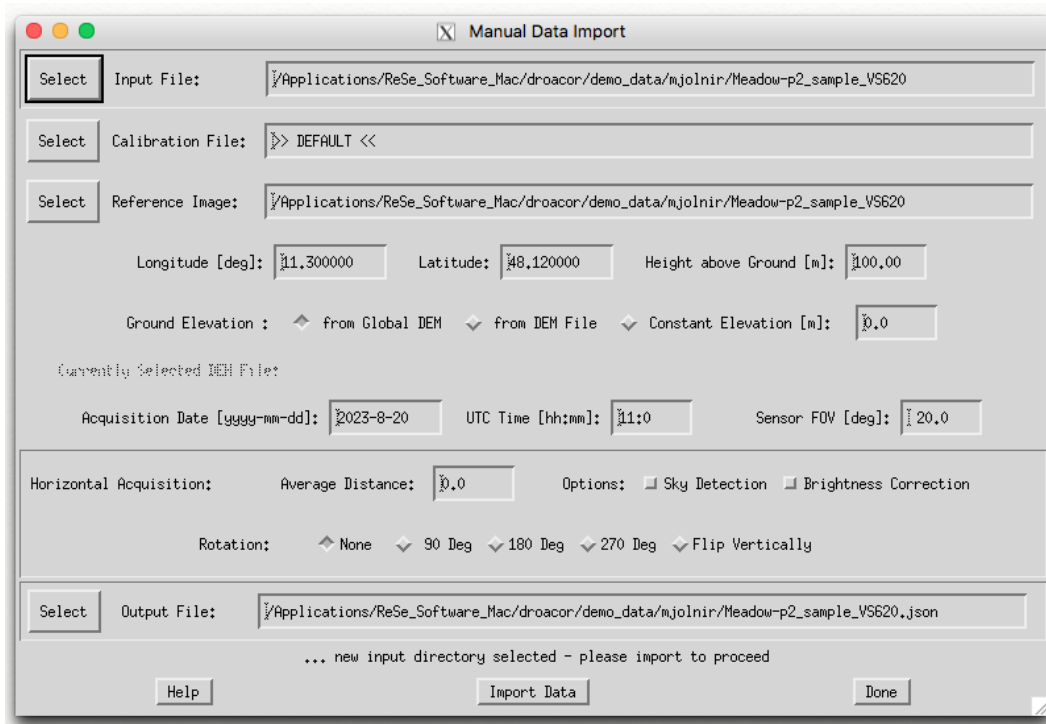 X Manual Data Import
Select Input File: /Applications/ReSe_Software_Mac/droacor/demo_data/mjolnir/Meadow-p2_sample_VS620
Select Calibration File: >> DEFAULT <<
Select Reference Image: /Applications/ReSe_Software_Mac/droacor/demo_data/mjolnir/Meadow-p2_sample_VS620
Longitude [deg]: 11.300000 Latitude: 48.120000 Height above Ground [m]: 100.00
Ground Elevation : from Global DEM from DEM File Constant Elevation [m]: 0.0
Currently Selected DEM File:
Acquisition Date [yyyy-mm-dd]: 2023-8-20 UTC Time [hh:mm]: 11:0 Sensor FOV [deg]: 20.0
Horizontal Acquisition: Average Distance: 0.0 Options: Sky Detection Brightness Correction
Rotation: None 90 Deg 180 Deg 270 Deg Flip Vertically
Select Output File: /Applications/ReSe_Software_Mac/droacor/demo_data/mjolnir/Meadow-p2_sample_VS620.json
... new input directory selected - please import to proceed
Help Import Data Done